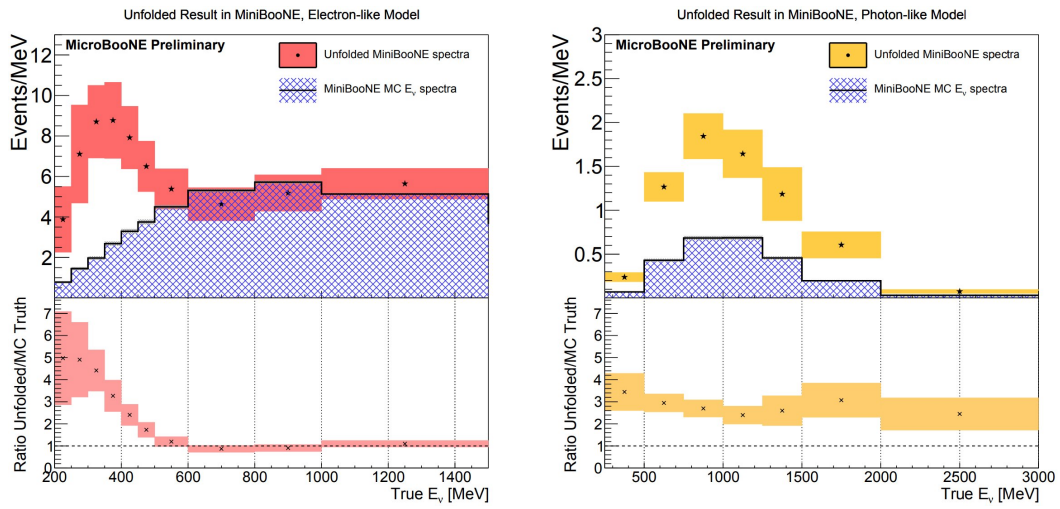 Unfolded Result in MiniBooNE, Electron-like Model
MicroBooNE Preliminary
Unfolded MiniBooNE spectra
MiniBooNE MC Eν spectra
Events/MeV
12
10
8
6
4
2
Ratio Unfolded/MC Truth
7
6
5
4
3
2
1
0
200 400 600 800 1000 1200 1400
True Eν [MeV]
Unfolded Result in MiniBooNE, Photon-like Model
MicroBooNE Preliminary
Unfolded MiniBooNE spectra
MiniBooNE MC Eν spectra
Events/MeV
3
2.5
2
1.5
1
0.5
Ratio Unfolded/MC Truth
7
6
5
4
3
2
1
0
500 1000 1500 2000 2500 3000
True Eν [MeV]